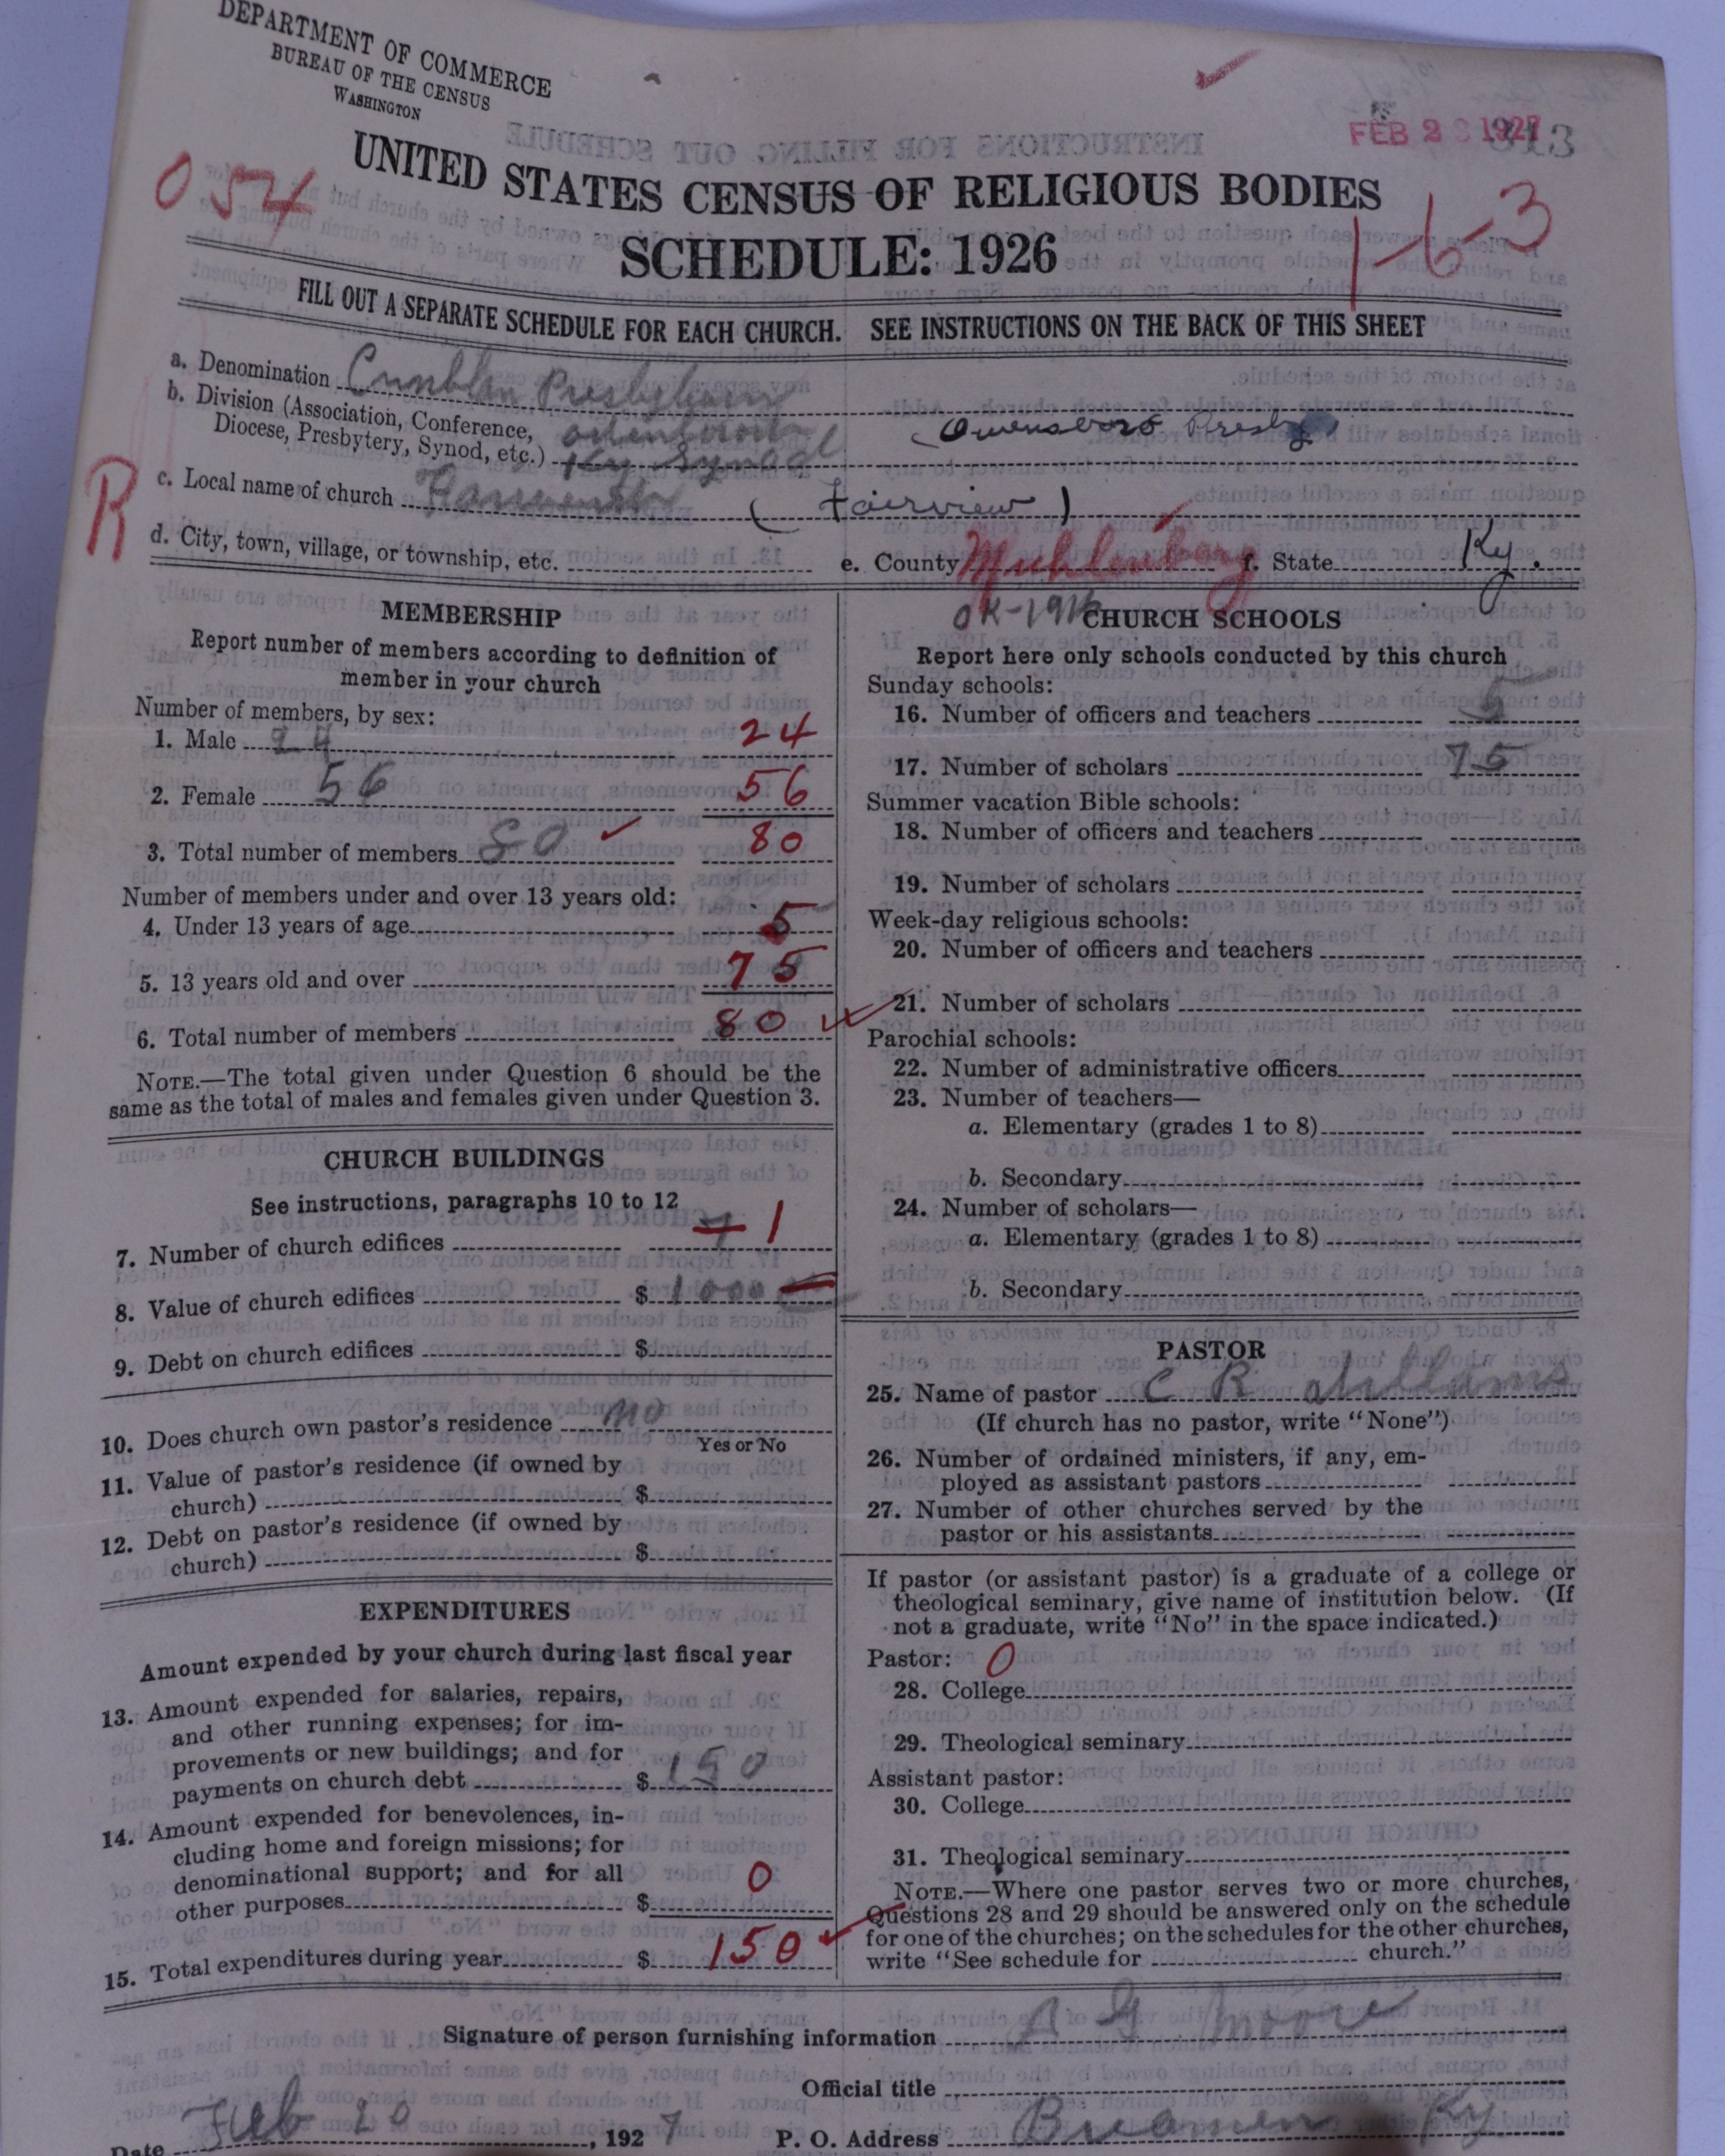 DEPARTMENT OF COMMERCE
BUREAU OF THE CENSUS
WASHINGTON
FEB 23 1927
813
UNITED STATES CENSUS OF RELIGIOUS BODIES
SCHEDULE: 1926
054
1-6-3
FILL OUT A SEPARATE SCHEDULE FOR EACH CHURCH. SEE INSTRUCTIONS ON THE BACK OF THIS SHEET
a. Denomination
b. Division (Association, Conference, Diocese, Presbytery, Synod, etc.) Ky Synod Owensboro Presby
R
c. Local name of church (Fairview)
d. City, town, village, or township, etc. e. County Muhlenberg f. State Ky.
MEMBERSHIP
Report number of members according to definition of
member in your church
Number of members, by sex:
1. Male 24 24
2. Female 56 56
3. Total number of members 80 80
Number of members under and over 13 years old:
4. Under 13 years of age 5
5. 13 years old and over 75
6. Total number of members 80
NOTE.—The total given under Question 6 should be the
same as the total of males and females given under Question 3.
CHURCH BUILDINGS
See instructions, paragraphs 10 to 12
7. Number of church edifices 1
8. Value of church edifices $ 1000
9. Debt on church edifices $
10. Does church own pastor's residence no
Yes or No
11. Value of pastor's residence (if owned by
church) $
12. Debt on pastor's residence (if owned by
church) $
EXPENDITURES
Amount expended by your church during last fiscal year
13. Amount expended for salaries, repairs,
and other running expenses; for im-
provements or new buildings; and for
payments on church debt $ 150
14. Amount expended for benevolences, in-
cluding home and foreign missions; for
denominational support; and for all
other purposes $ 0
15. Total expenditures during year $ 150
OK-1916
CHURCH SCHOOLS
Report here only schools conducted by this church
Sunday schools:
16. Number of officers and teachers 5
17. Number of scholars 75
Summer vacation Bible schools:
18. Number of officers and teachers
19. Number of scholars
Week-day religious schools:
20. Number of officers and teachers
21. Number of scholars
Parochial schools:
22. Number of administrative officers
23. Number of teachers—
a. Elementary (grades 1 to 8)
b. Secondary
24. Number of scholars—
a. Elementary (grades 1 to 8)
b. Secondary
PASTOR
25. Name of pastor C R
(If church has no pastor, write "None")
26. Number of ordained ministers, if any, em-
ployed as assistant pastors
27. Number of other churches served by the
pastor or his assistants
If pastor (or assistant pastor) is a graduate of a college or
theological seminary, give name of institution below. (If
not a graduate, write "No" in the space indicated.)
Pastor: 0
28. College
29. Theological seminary
Assistant pastor:
30. College
31. Theological seminary
NOTE.—Where one pastor serves two or more churches,
Questions 28 and 29 should be answered only on the schedule
for one of the churches; on the schedules for the other churches,
write "See schedule for church."
Signature of person furnishing information A G Moore
Official title
Date Feb 20, 1927 P. O. Address Ky